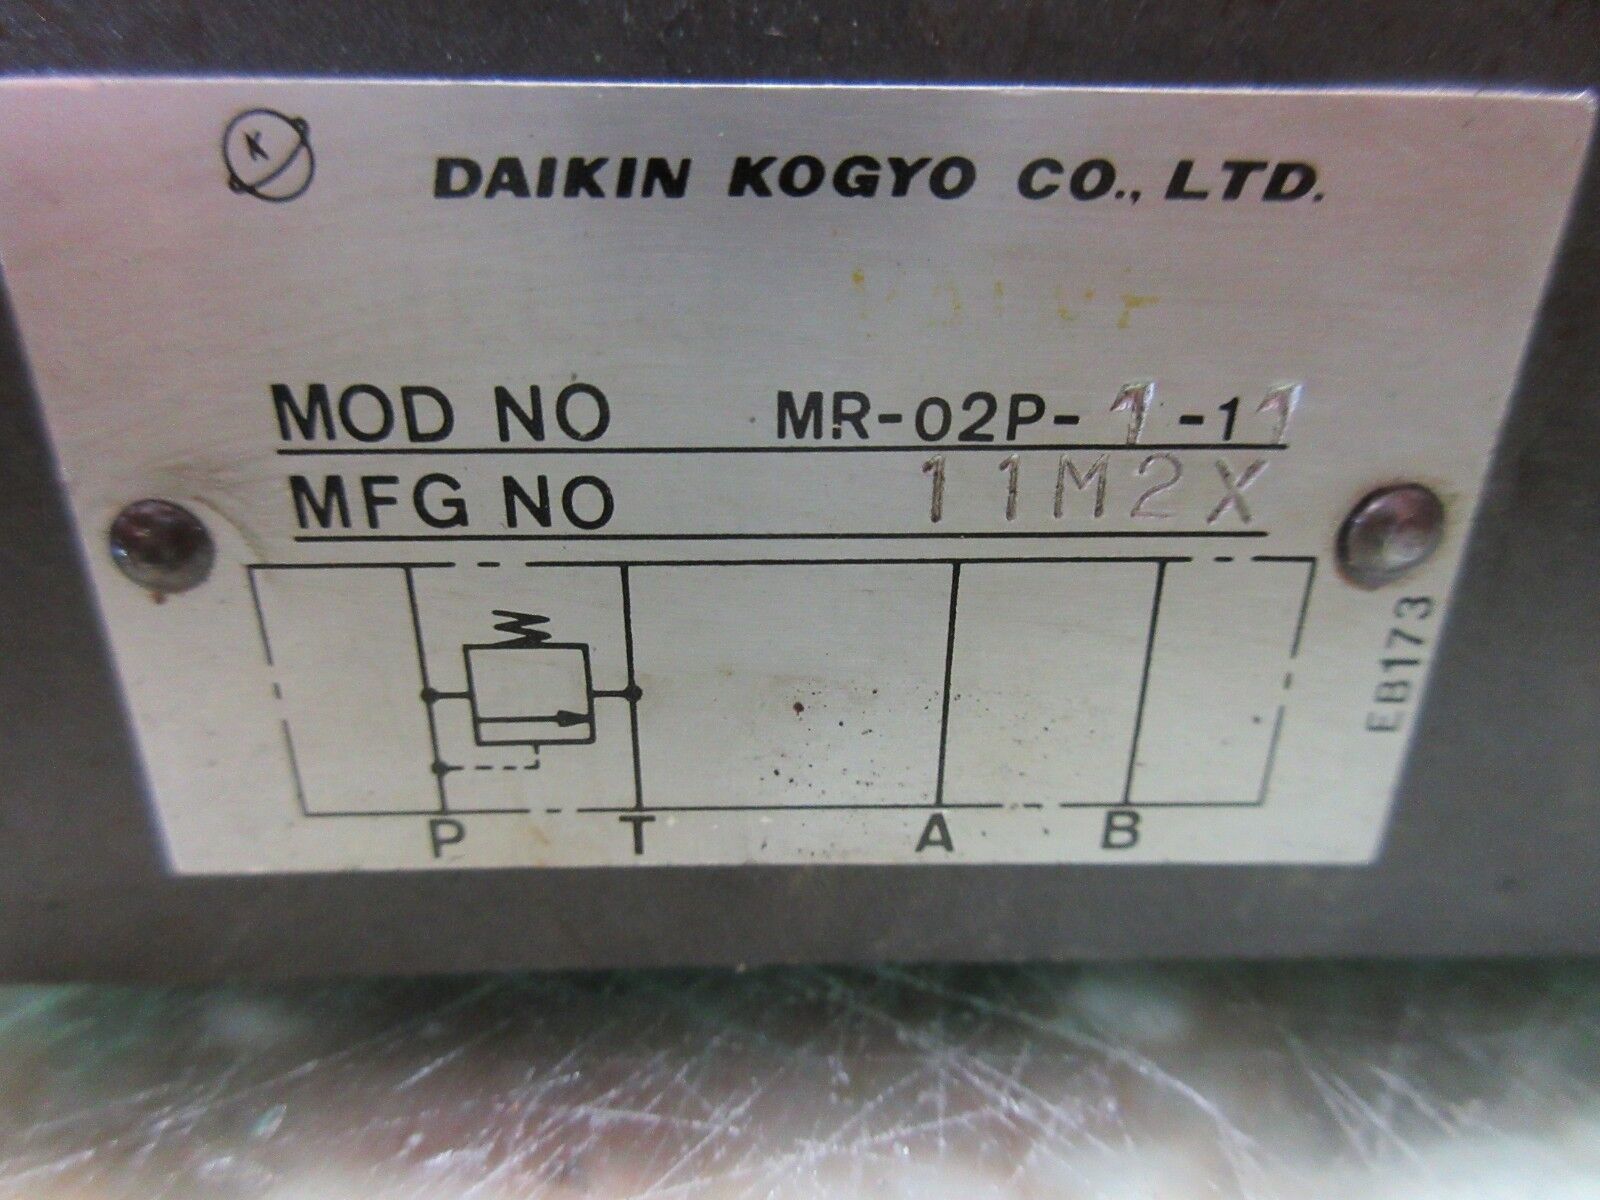 K
DAIKIN KOGYO CO., LTD.
MOD NO MR-02P-1-11
MFG NO 11M2X
EB173
P T A B